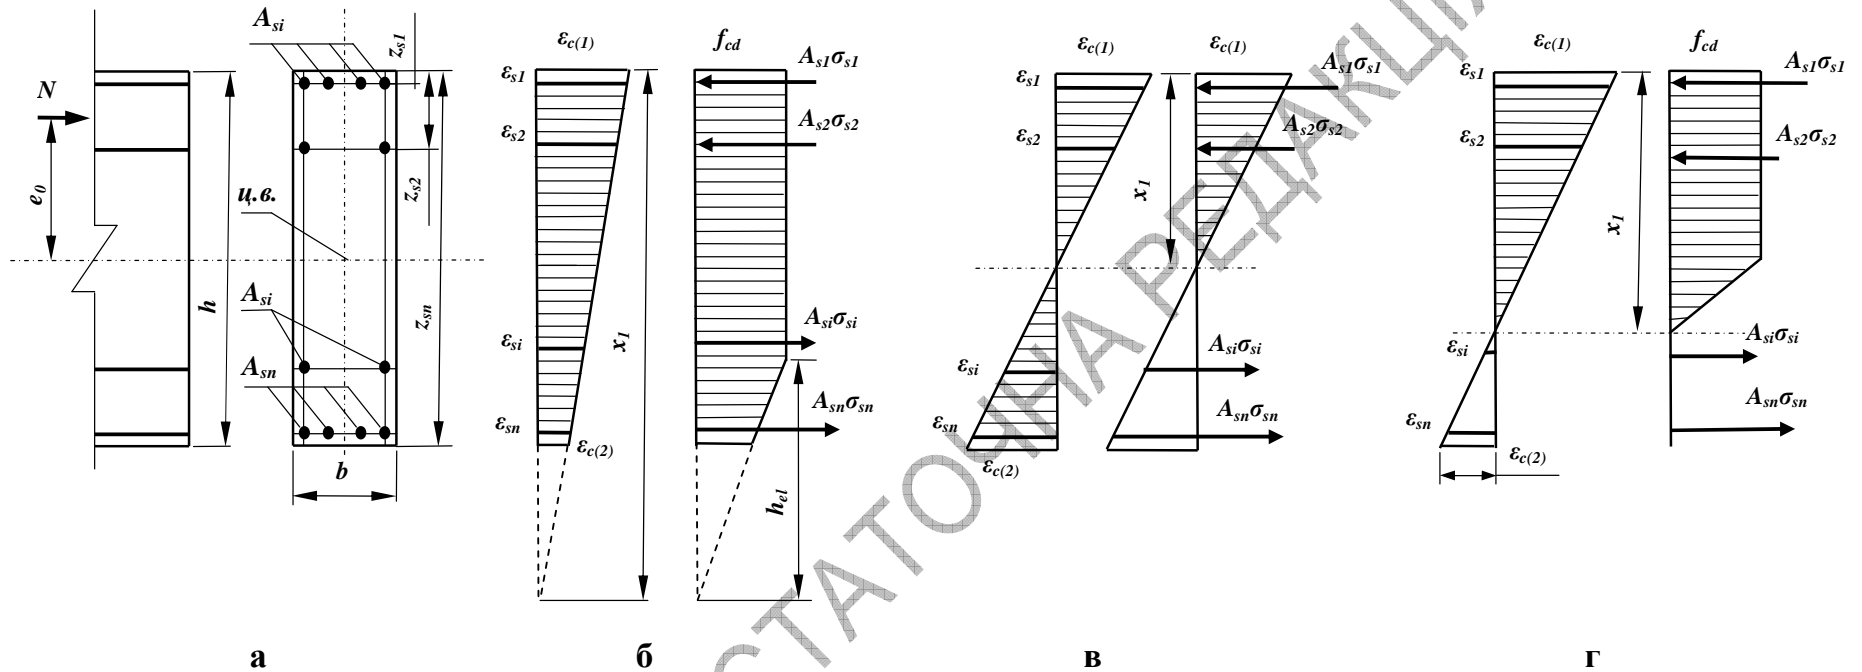 A_si
z_s1
N
e_0
h
ц.в.
A_si
A_sn
b
z_s2
z_sn
а
ε_c(1)
f_cd
ε_s1
A_s1σ_s1
ε_s2
A_s2σ_s2
x_1
ε_si
A_siσ_si
ε_sn
A_snσ_sn
ε_c(2)
h_el
б
ε_c(1)
ε_c(1)
ε_s1
A_s1σ_s1
ε_s2
A_s2σ_s2
x_1
ε_si
A_siσ_si
ε_sn
A_snσ_sn
ε_c(2)
в
ε_c(1)
f_cd
ε_s1
A_s1σ_s1
ε_s2
A_s2σ_s2
x_1
ε_si
A_siσ_si
ε_sn
A_snσ_sn
ε_c(2)
г
СТАТОЧНА РЕДАКЦІ